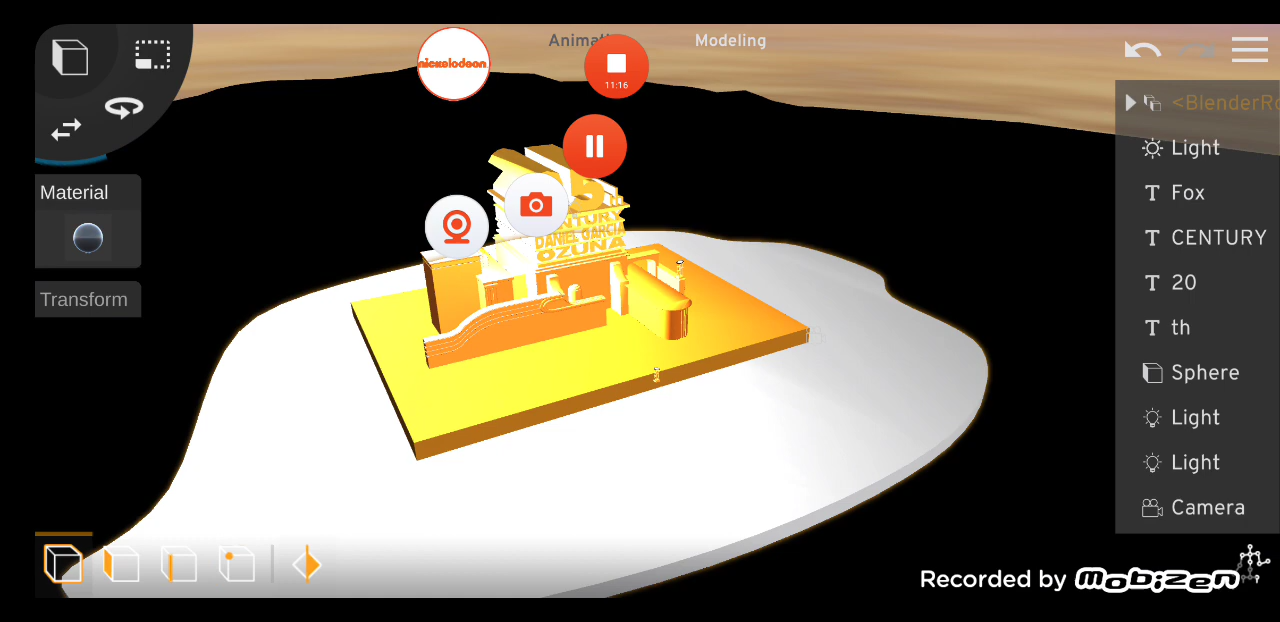 Modeling
nickelodeon
11:16
Material
Transform
<BlenderRo
Light
Fox
CENTURY
20
th
Sphere
Light
Light
Camera
CENTURY
DANIEL GARCIA
OZUNA
Recorded by MOBIZEN